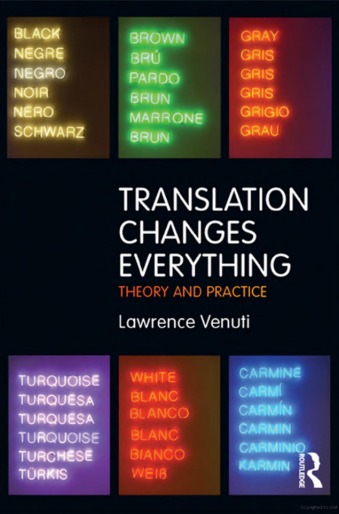 BLACK
NEGRE
NEGRO
NOIR
NERO
SCHWARZ
BROWN
BRÚ
PARDO
BRUN
MARRONE
BRUN
GRAY
GRIS
GRIS
GRIS
GRIGIO
GRAU
TRANSLATION
CHANGES
EVERYTHING
THEORY AND PRACTICE
Lawrence Venuti
TURQUOISE
TURQUESA
TURQUESA
TURQUOISE
TURCHESE
TÜRKIS
WHITE
BLANC
BLANCO
BLANC
BIANCO
WEIß
CARMINE
CARMÍ
CARMÍN
CARMIN
CARMINIO
KARMIN
ROUTLEDGE